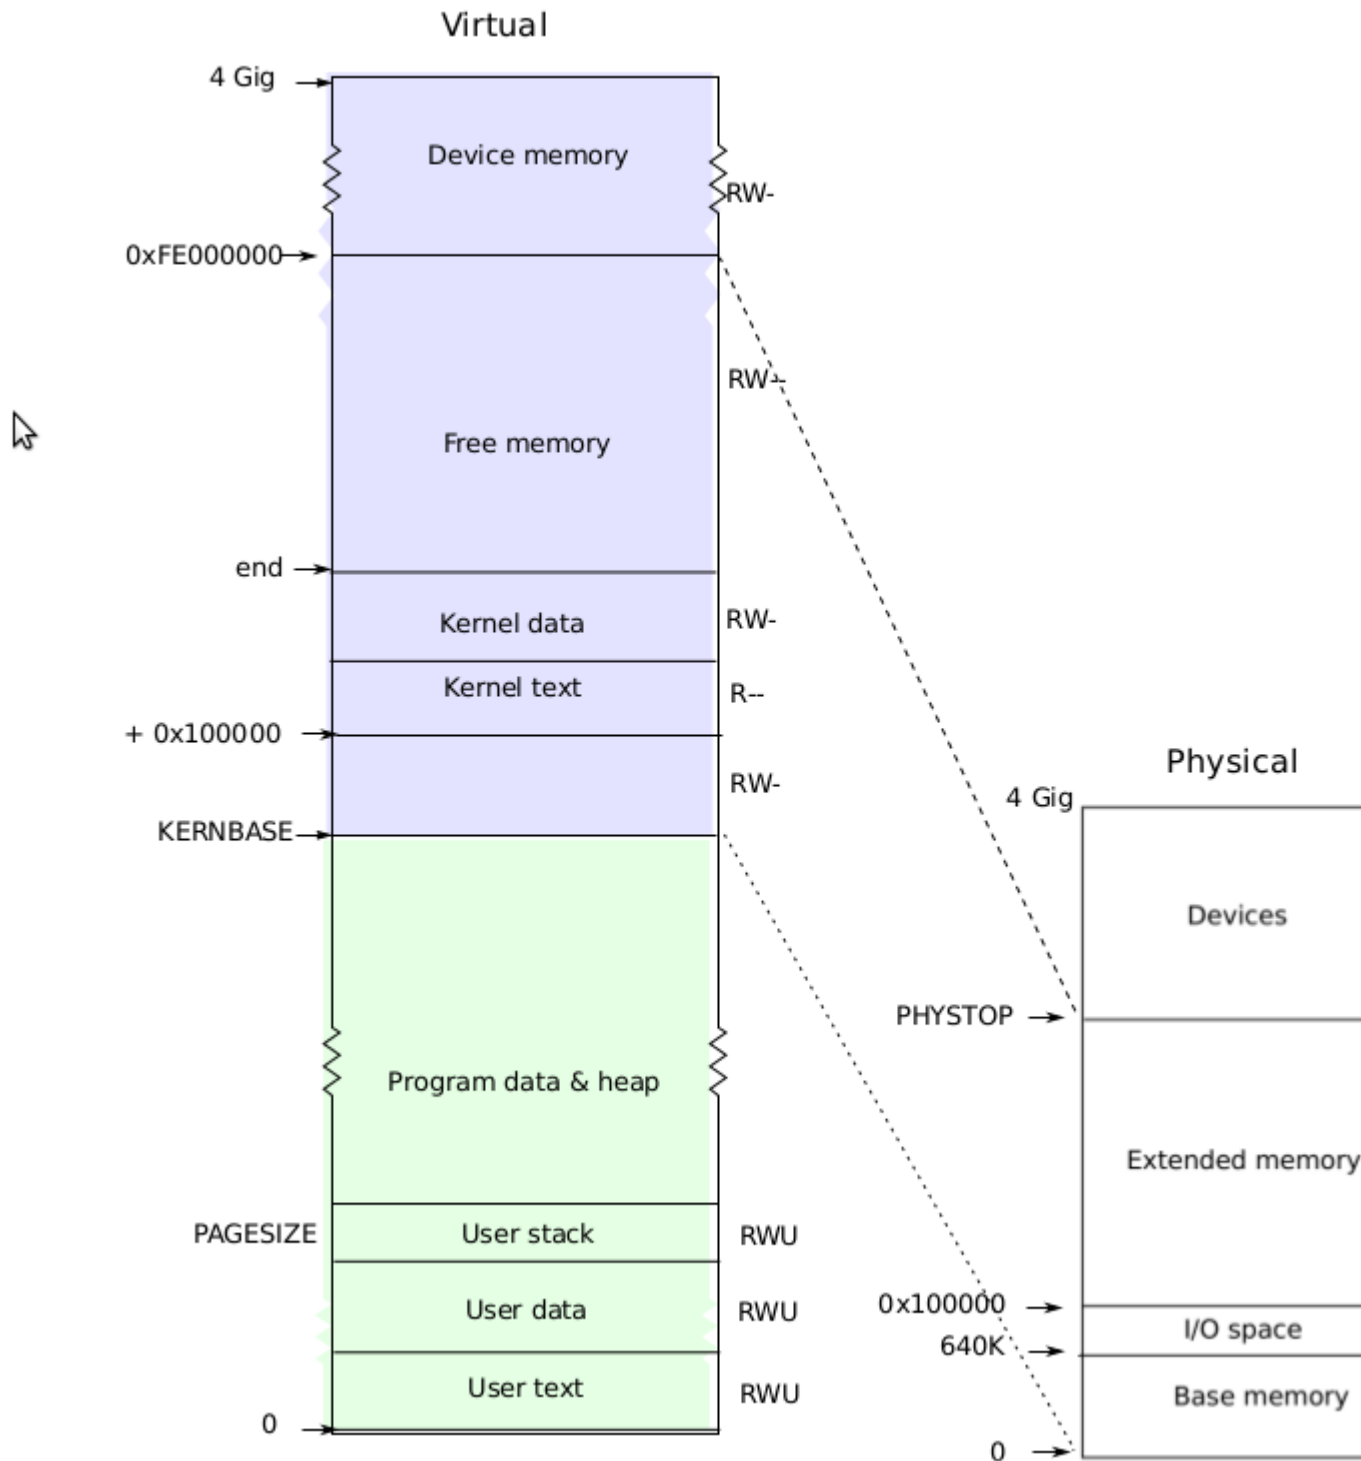 Virtual
4 Gig
Device memory
RW-
0xFE000000
RW--
Free memory
end
Kernel data
RW-
Kernel text
R--
+ 0x100000
RW-
KERNBASE
Program data & heap
PAGESIZE
User stack
RWU
User data
RWU
User text
RWU
0
Physical
4 Gig
Devices
PHYSTOP
Extended memory
0x100000
I/O space
640K
Base memory
0